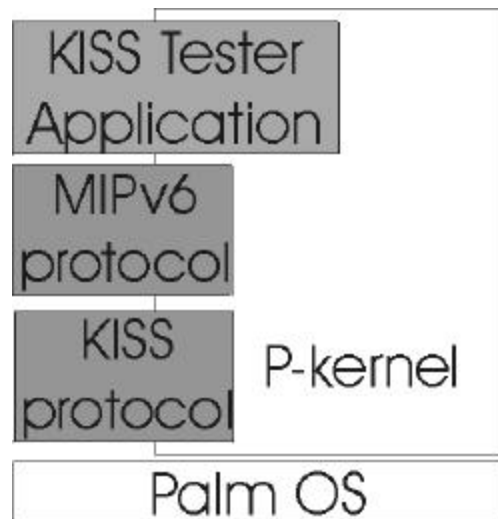 KISS Tester
Application
MIPv6
protocol
KISS
protocol
P-kernel
Palm OS